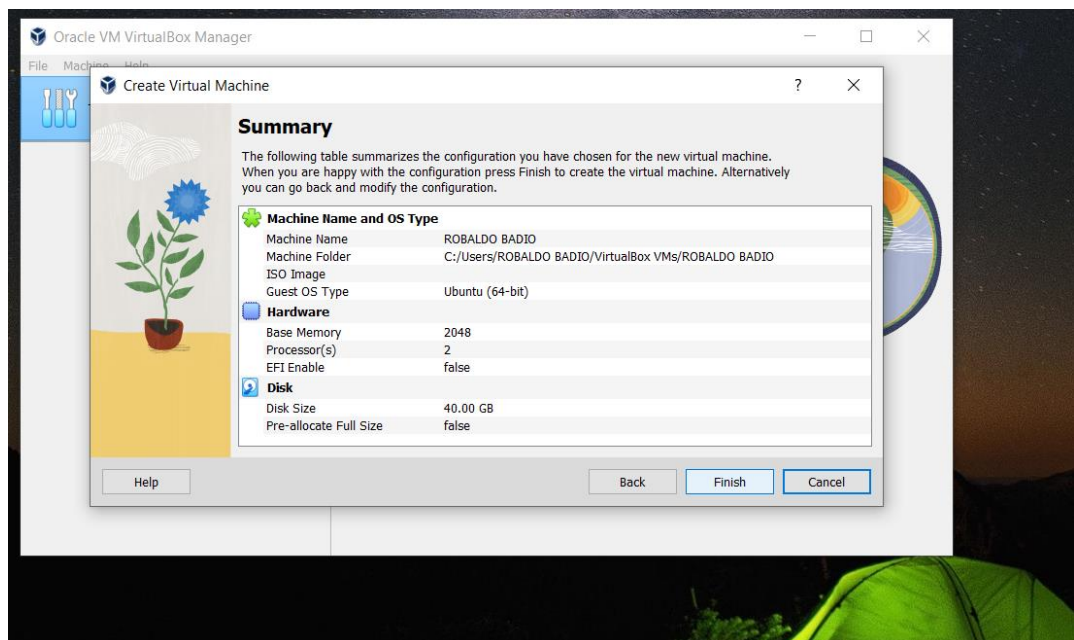 Oracle VM VirtualBox Manager
File Machine Help
Create Virtual Machine
?
Summary
The following table summarizes the configuration you have chosen for the new virtual machine.
When you are happy with the configuration press Finish to create the virtual machine. Alternatively
you can go back and modify the configuration.
Machine Name and OS Type
Machine Name ROBALDO BADIO
Machine Folder C:/Users/ROBALDO BADIO/VirtualBox VMs/ROBALDO BADIO
ISO Image
Guest OS Type Ubuntu (64-bit)
Hardware
Base Memory 2048
Processor(s) 2
EFI Enable false
Disk
Disk Size 40.00 GB
Pre-allocate Full Size false
Help Back Finish Cancel